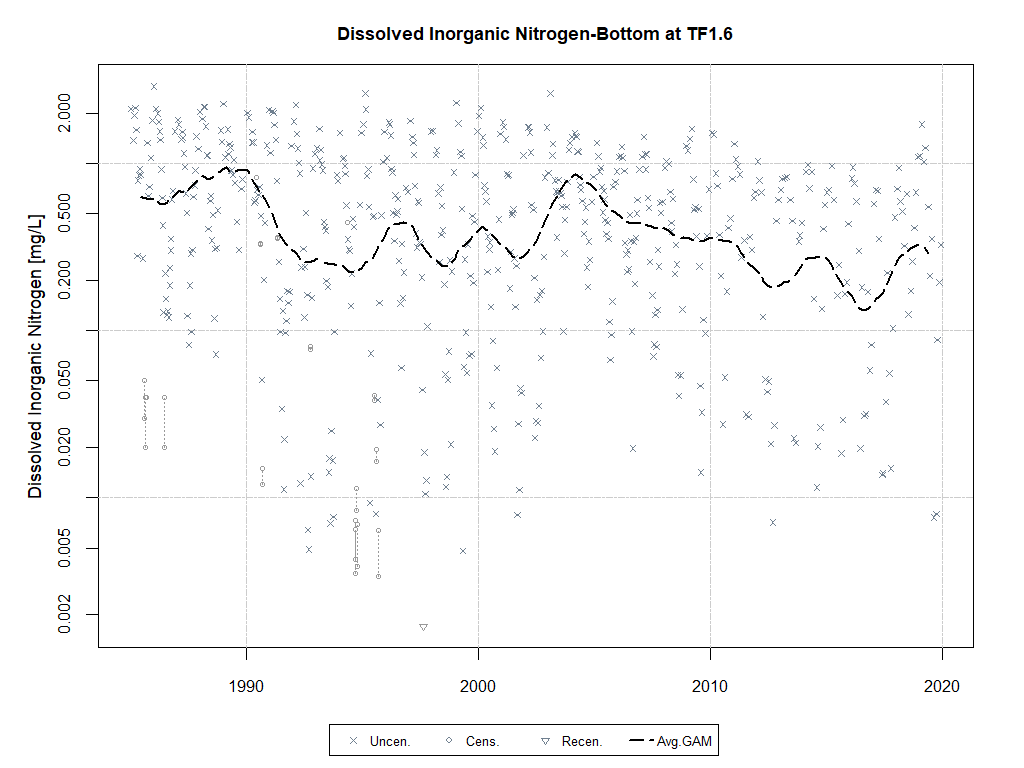 Dissolved Inorganic Nitrogen-Bottom at TF1.6
Dissolved Inorganic Nitrogen [mg/L]
2.000
0.500
0.200
0.050
0.020
0.005
0.002
1990 2000 2010 2020
Uncen. Cens. Recen. Avg.GAM